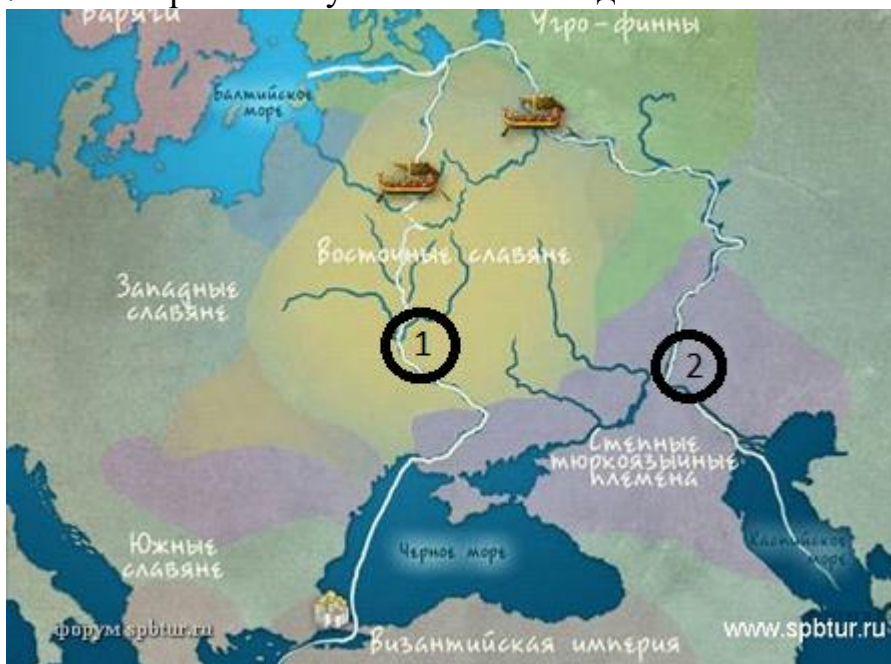 Варяги
Угро-финны
Балтийское
море
Восточные славяне
Западные
славяне
1
2
Степные
тюркоязычные
племена
Южные
славяне
Черное море
Каспийское
море
форум spbtur.ru
Византийская империя
www.spbtur.ru